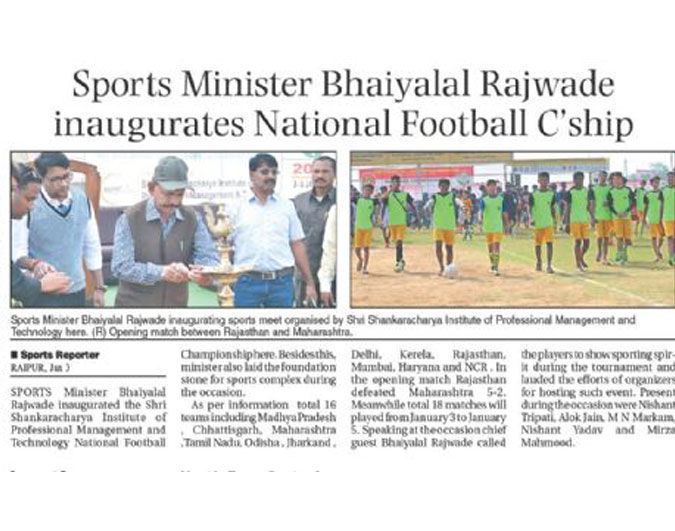 Sports Minister Bhaiyalal Rajwade
inaugurates National Football C'ship
Sports Minister Bhaiyalal Rajwade inaugurating sports meet organised by Shri Shankaracharya Institute of Professional Management and
Technology here. (R) Opening match between Rajasthan and Maharashtra.
■ Sports Reporter
RAIPUR, Jan 3
SPORTS Minister Bhaiyalal
Rajwade inaugurated the Shri
Shankaracharya Institute of
Professional Management and
Technology National Football
Championship here. Besides this,
minister also laid the foundation
stone for sports complex during
the occasion.
As per information total 16
teams including Madhya Pradesh
, Chhattisgarh, Maharashtra
,Tamil Nadu, Odisha , Jharkand ,
Delhi, Kerela, Rajasthan,
Mumbai, Haryana and NCR . In
the opening match Rajasthan
defeated Maharashtra 5-2.
Meanwhile total 18 matches will
played from January 3 to January
5. Speaking at the occasion chief
guest Bhaiyalal Rajwade called
the players to show sporting spir-
it during the tournament and
lauded the efforts of organizers
for hosting such event. Present
during the occasion were Nishant
Tripati, Alok Jain, M N Markam,
Nishant Yadav and Mirza
Mahmood.